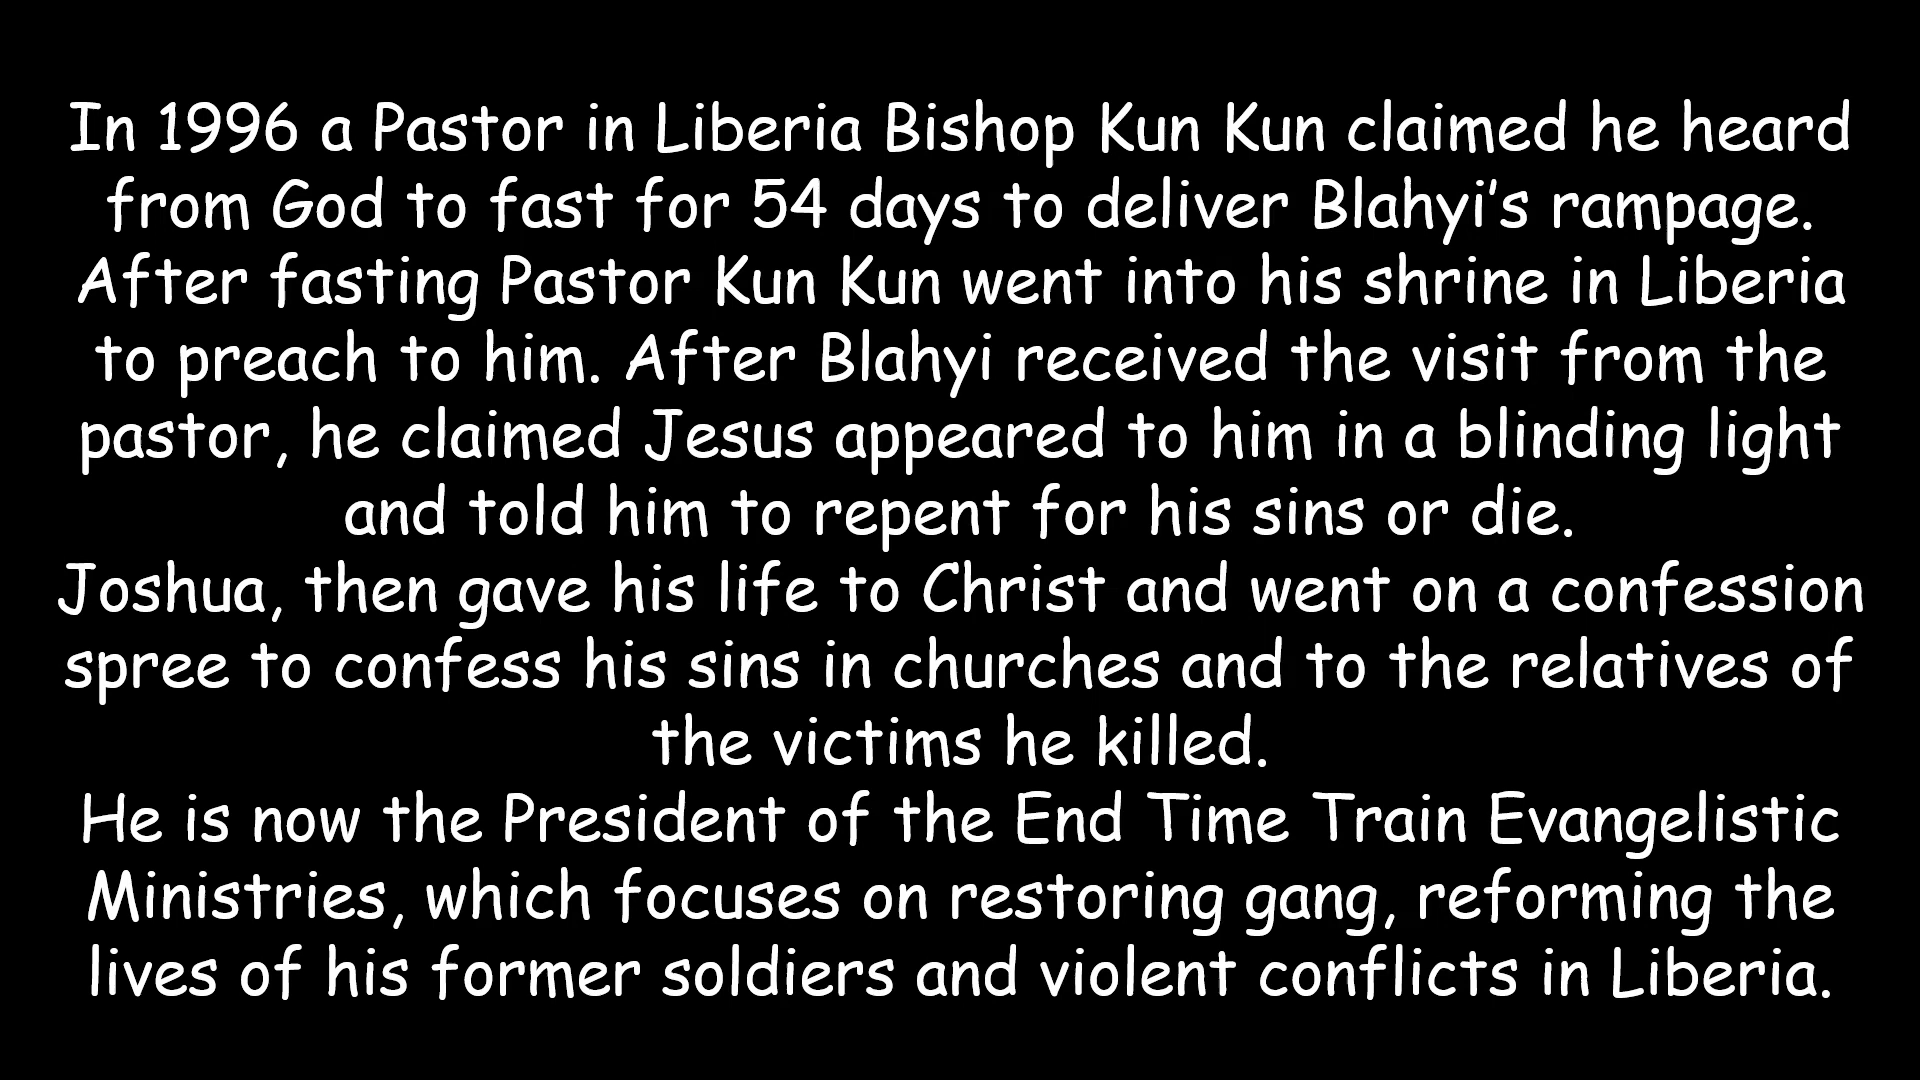 In 1996 a Pastor in Liberia Bishop Kun Kun claimed he heard
from God to fast for 54 days to deliver Blahyi’s rampage.
After fasting Pastor Kun Kun went into his shrine in Liberia
to preach to him. After Blahyi received the visit from the
pastor, he claimed Jesus appeared to him in a blinding light
and told him to repent for his sins or die.
Joshua, then gave his life to Christ and went on a confession
spree to confess his sins in churches and to the relatives of
the victims he killed.
He is now the President of the End Time Train Evangelistic
Ministries, which focuses on restoring gang, reforming the
lives of his former soldiers and violent conflicts in Liberia.